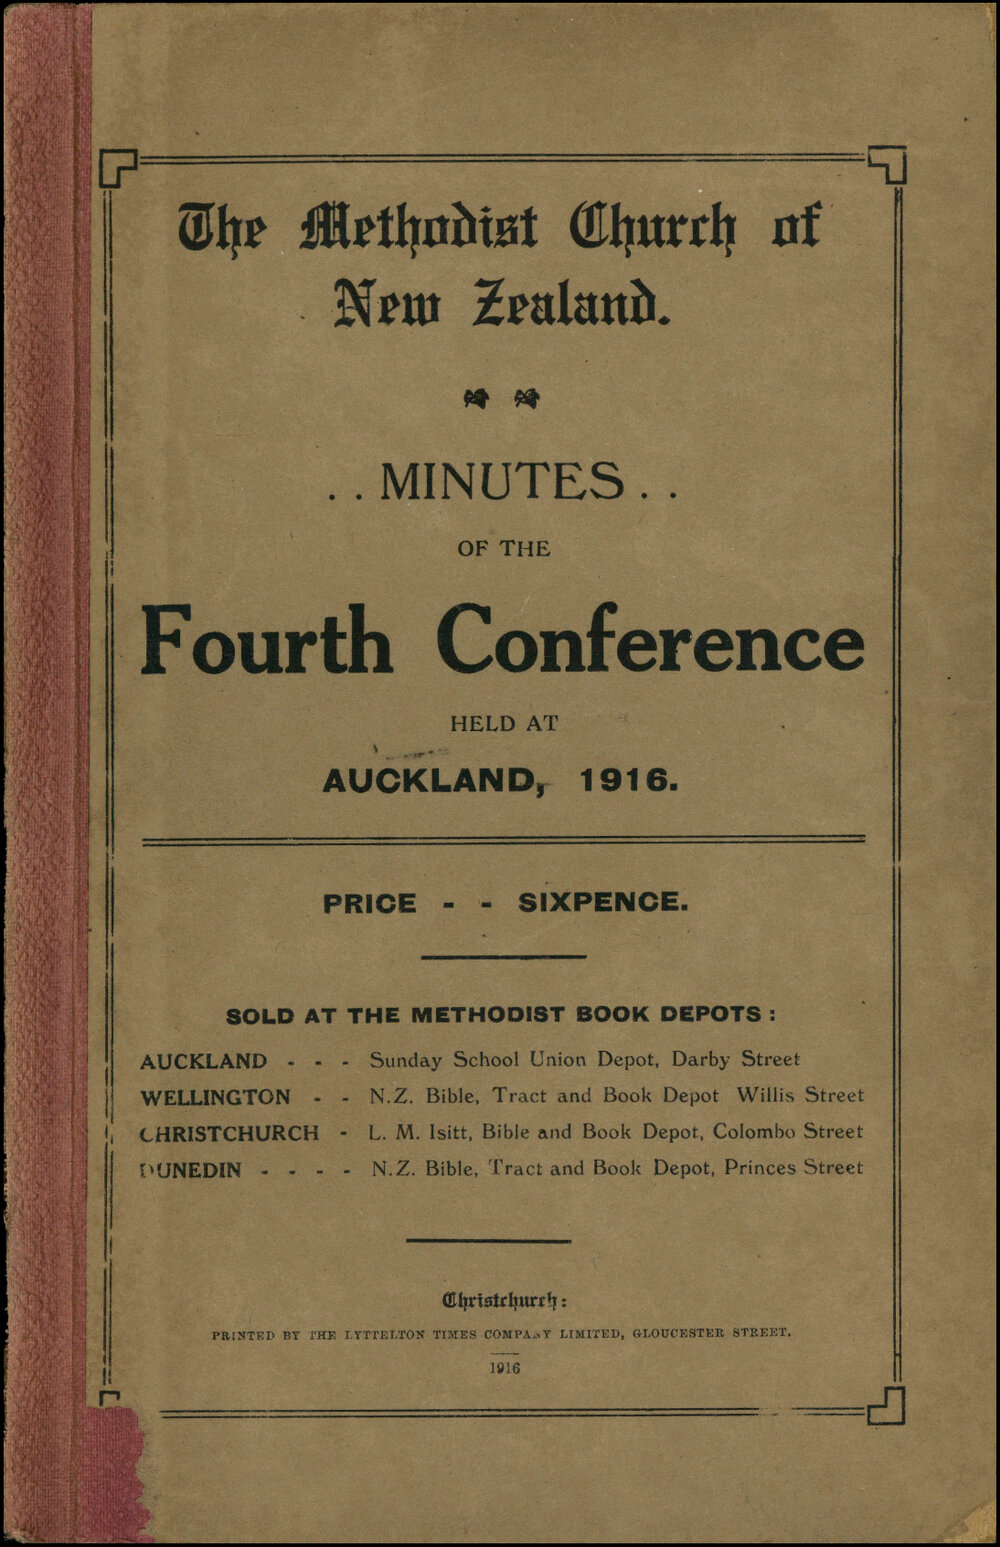 The Methodist Church of
New Zealand.
. . MINUTES . .
OF THE
Fourth Conference
HELD AT
AUCKLAND, 1916.
PRICE - - SIXPENCE.
SOLD AT THE METHODIST BOOK DEPOTS :
AUCKLAND - - - Sunday School Union Depot, Darby Street
WELLINGTON - - N.Z. Bible, Tract and Book Depot Willis Street
CHRISTCHURCH - L. M. Isitt, Bible and Book Depot, Colombo Street
DUNEDIN - - - - N.Z. Bible, Tract and Book Depot, Princes Street
Christchurch:
PRINTED BY THE LYTTELTON TIMES COMPANY LIMITED, GLOUCESTER STREET.
1916